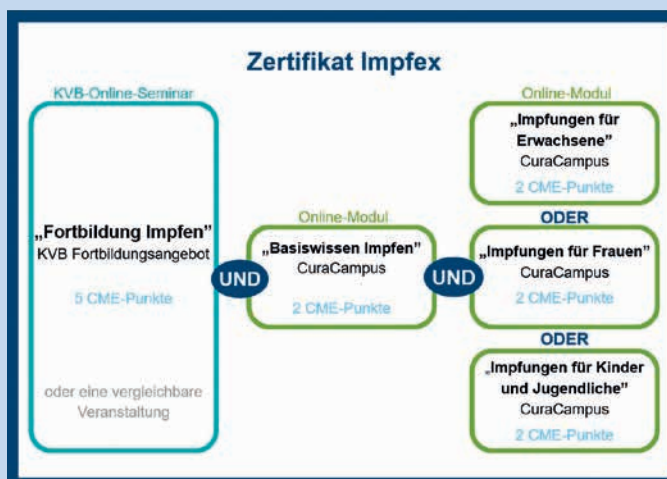 Zertifikat Impfex
KVB-Online-Seminar
„Fortbildung Impfen”
KVB Fortbildungsangebot
5 CME-Punkte
oder eine vergleichbare
Veranstaltung
UND
Online-Modul
„Basiswissen Impfen”
CuraCampus
2 CME-Punkte
UND
Online-Modul
„Impfungen für
Erwachsene”
CuraCampus
2 CME-Punkte
ODER
„Impfungen für Frauen”
CuraCampus
2 CME-Punkte
ODER
„Impfungen für Kinder
und Jugendliche”
CuraCampus
2 CME-Punkte